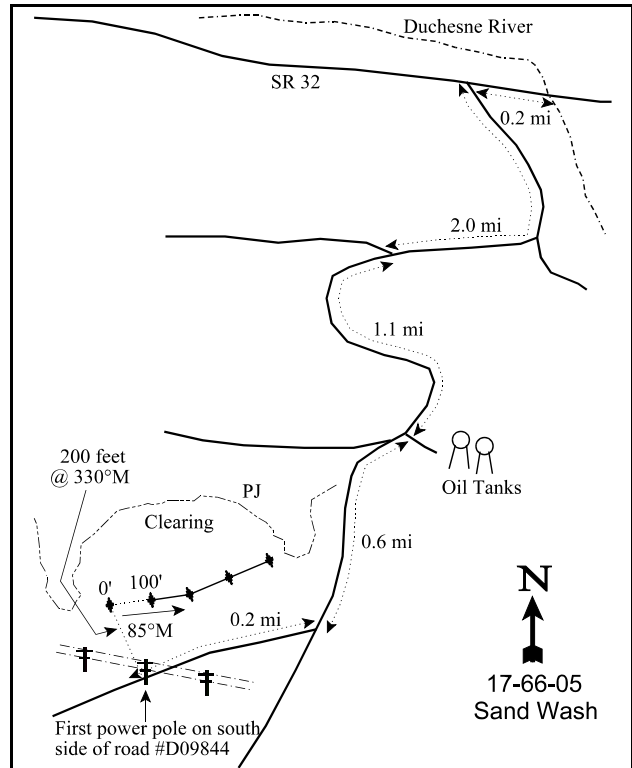 Duchesne River
SR 32
0.2 mi
2.0 mi
1.1 mi
200 feet
@ 330°M
PJ
Clearing
Oil Tanks
0.6 mi
0'
100'
85°M
0.2 mi
N
17-66-05
Sand Wash
First power pole on south
side of road #D09844